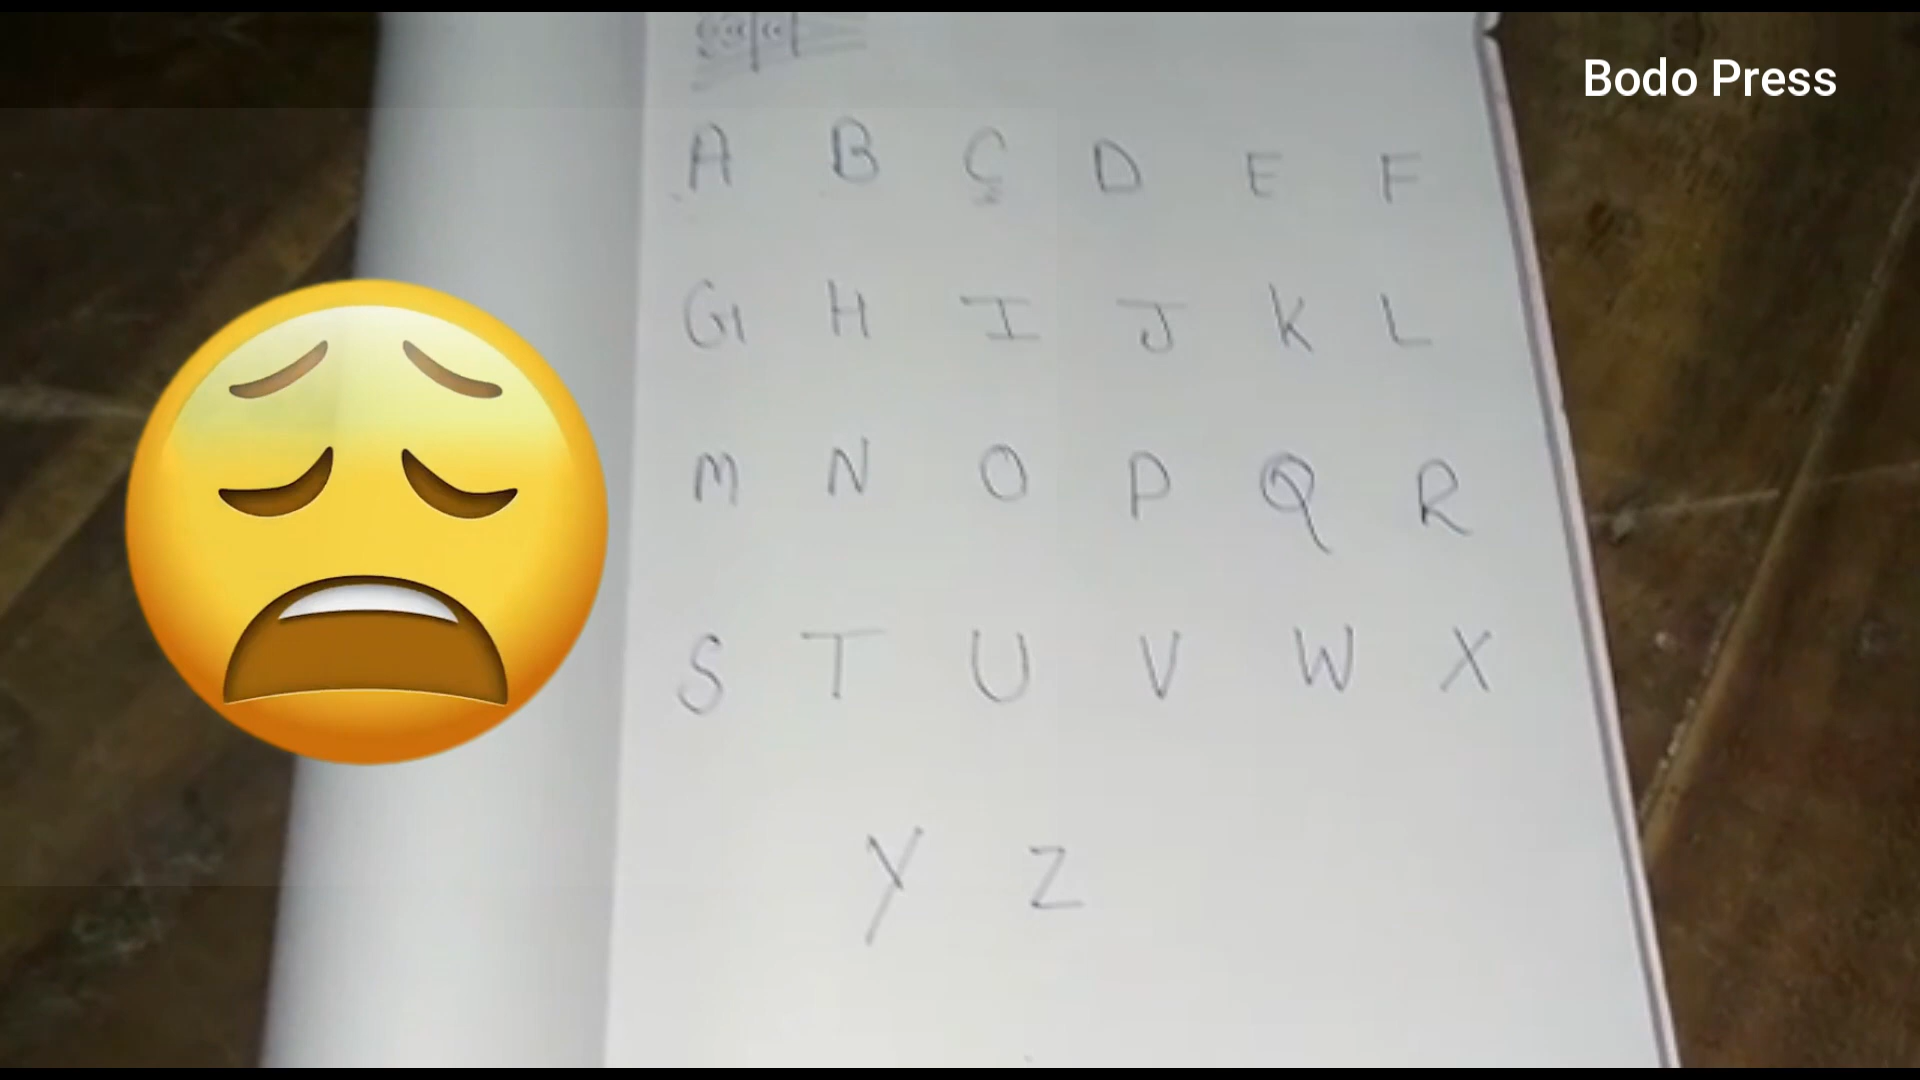 Bodo Press
A B C D E F
G H I J K L
M N O P Q R
S T U V W X
Y Z